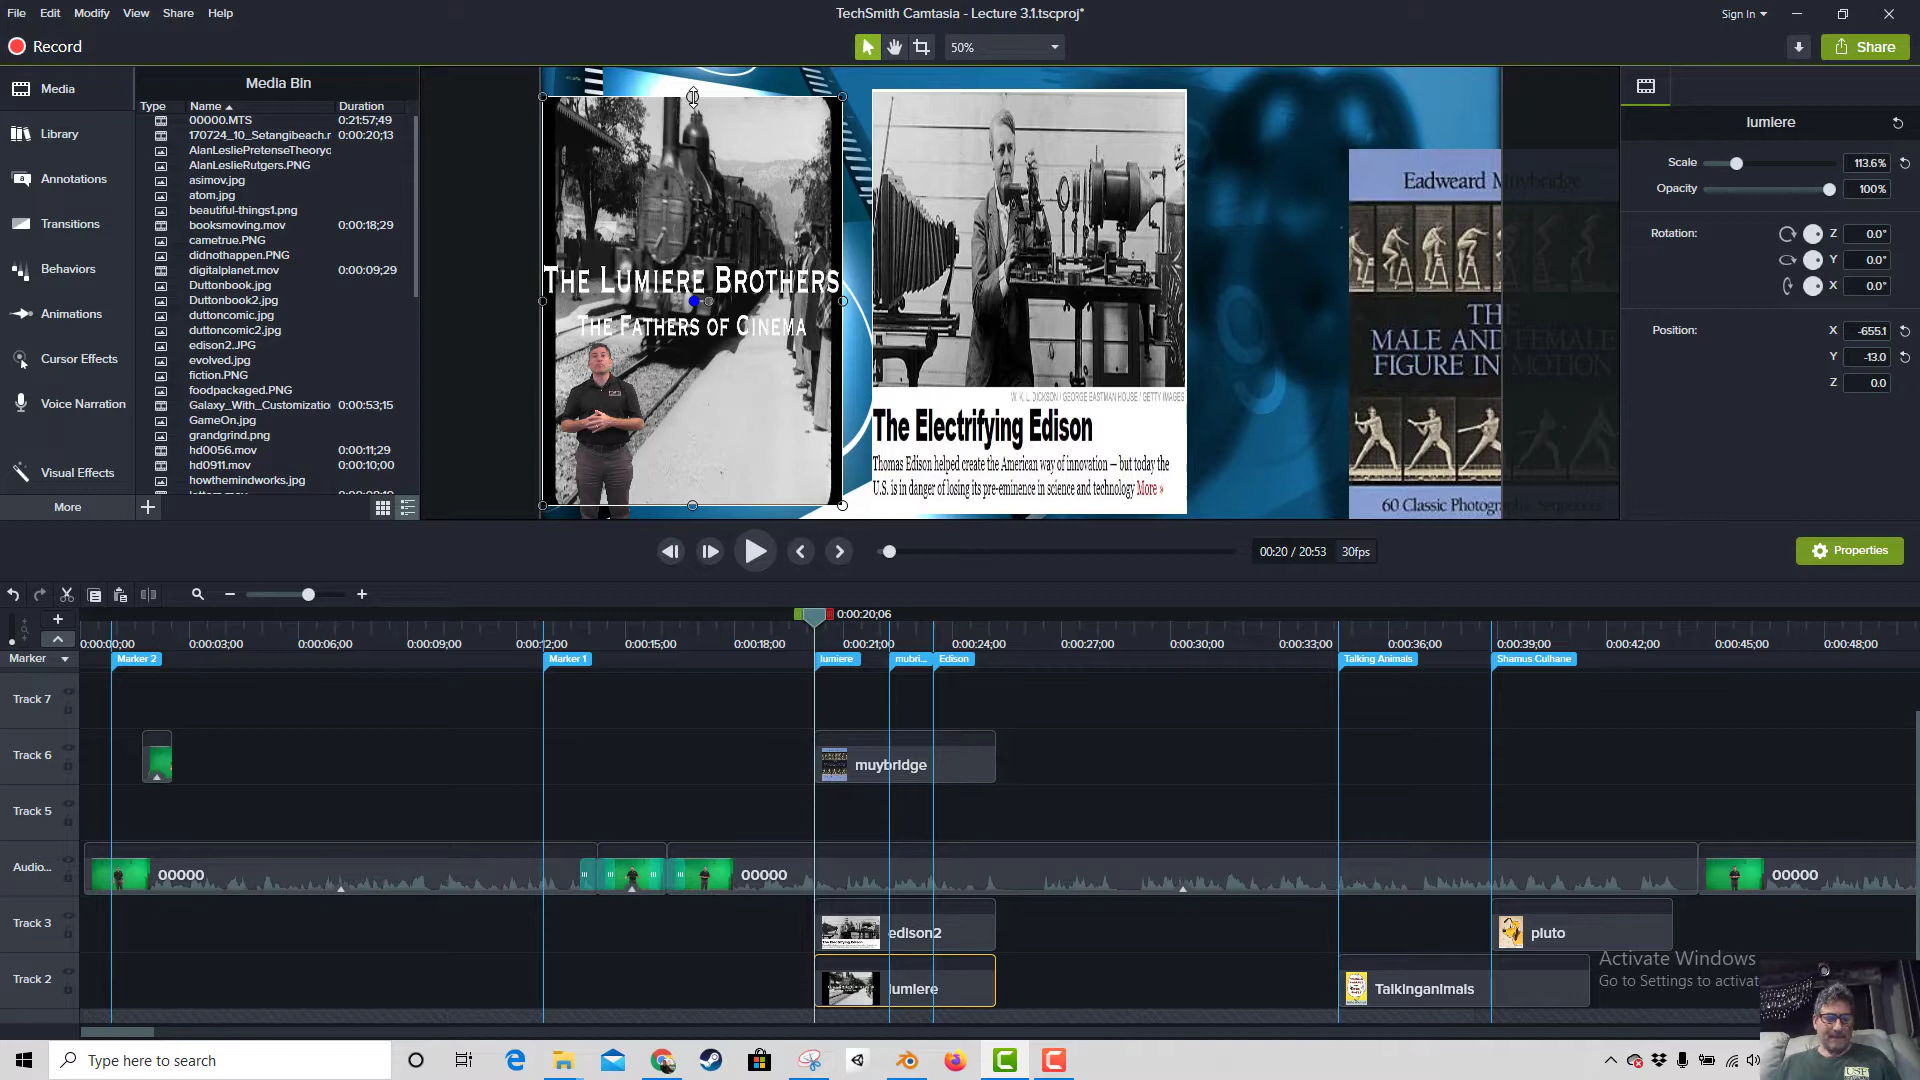 File Edit Modify View Share Help
TechSmith Camtasia - Lecture 3.1.tscproj*
Sign In
Record
50%
Share
Media
Library
Annotations
Transitions
Behaviors
Animations
Cursor Effects
Voice Narration
Visual Effects
More
Media Bin
Type Name Duration
00000.MTS 0:21:57;49
170724_10_Setangibeach.r 0:00:20;13
AlanLesliePretenseTheoryc
AlanLeslieRutgers.PNG
asimov.jpg
atom.jpg
beautiful-things1.png
booksmoving.mov 0:00:18;29
cametrue.PNG
didnothappen.PNG
digitalplanet.mov 0:00:09;29
Duttonbook.jpg
Duttonbook2.jpg
duttoncomic.jpg
duttoncomic2.jpg
edison2.JPG
evolved.jpg
fiction.PNG
foodpackaged.PNG
Galaxy_With_Customizatio 0:00:53;15
GameOn.jpg
grandgrind.png
hd0056.mov 0:00:11;29
hd0911.mov 0:00:10;00
howthemindworks.jpg
The Lumiere Brothers
The Fathers of Cinema
W. K. L. DICKSON / GEORGE EASTMAN HOUSE / GETTY IMAGES
The Electrifying Edison
Thomas Edison helped create the American way of innovation — but today the
U.S. is in danger of losing its pre-eminence in science and technology More »
Eadweard Muybridge
THE
MALE AND FEMALE
FIGURE IN MOTION
60 Classic Photographic Sequences
lumiere
Scale 113.6%
Opacity 100%
Rotation: Z 0.0°
Y 0.0°
X 0.0°
Position: X -655.1
Y -13.0
Z 0.0
00:20 / 20:53 30fps
Properties
0:00:20;06
0:00:00;00 0:00:03;00 0:00:06;00 0:00:09;00 0:00:12;00 0:00:15;00 0:00:18;00 0:00:21;00 0:00:24;00 0:00:27;00 0:00:30;00 0:00:33;00 0:00:36;00 0:00:39;00 0:00:42;00 0:00:45;00 0:00:48;00
Marker Marker 2 Marker 1 lumiere mubri... Edison Talking Animals Shamus Culhane
Track 7
Track 6 muybridge
Track 5
Audio... 00000 00000 00000
Track 3 edison2 pluto
Track 2 lumiere Talkinganimals
Activate Windows
Go to Settings to activat
Type here to search